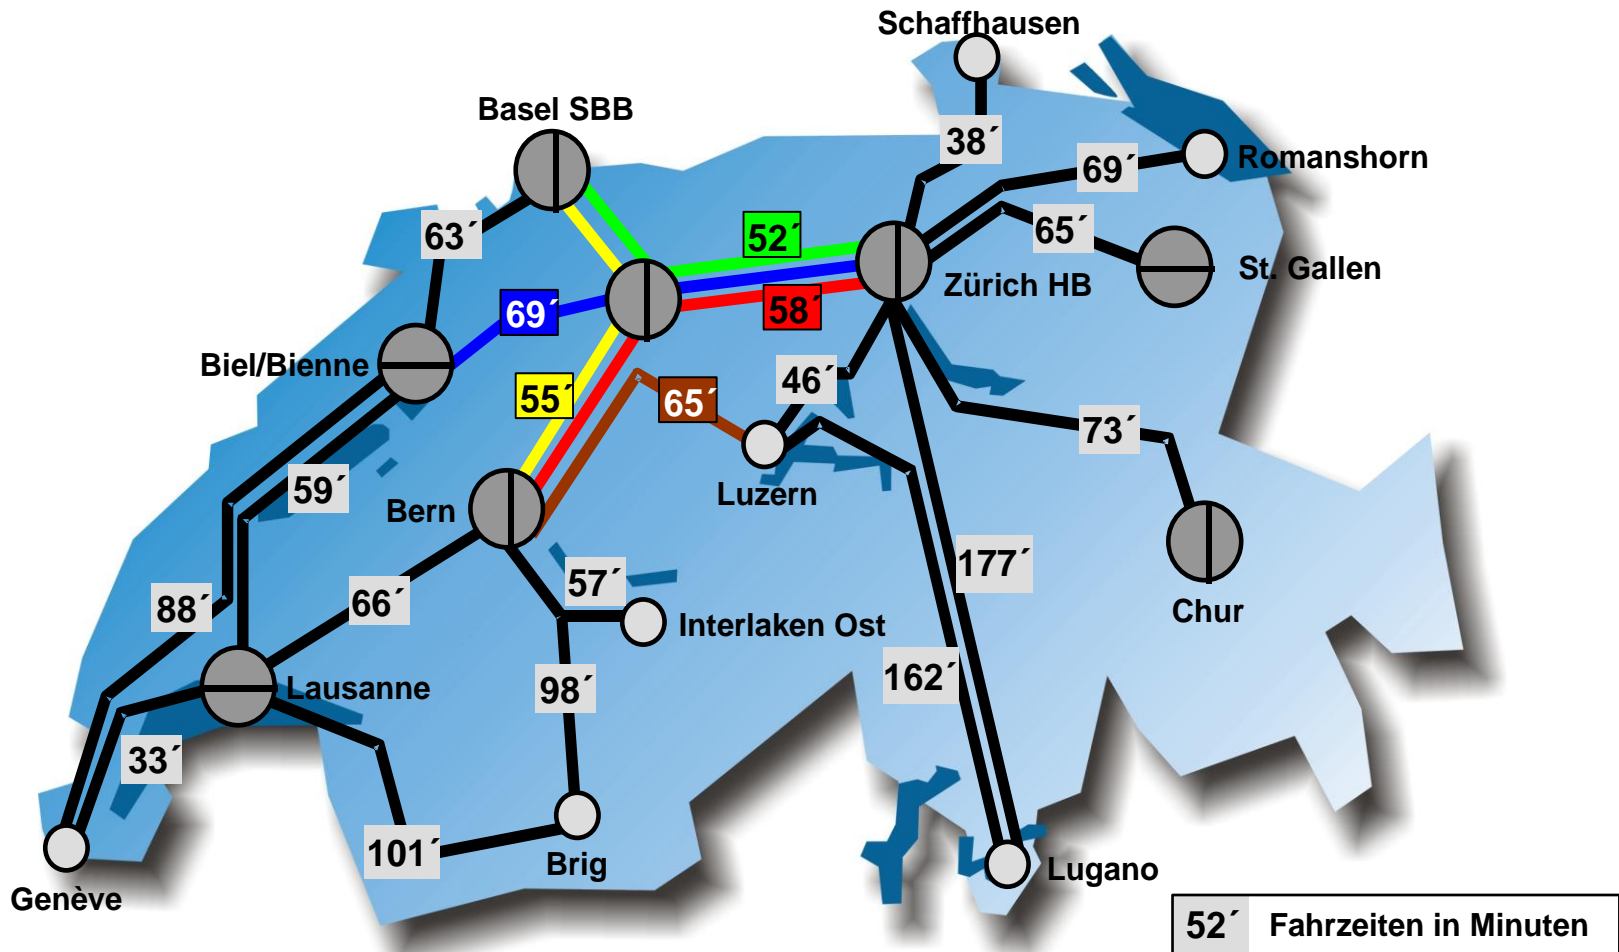 Schaffhausen
Basel SBB
38´
Romanshorn
69´
63´
52´
65´
St. Gallen
Zürich HB
69´
58´
Biel/Bienne
46´
55´
65´
73´
59´
Luzern
Bern
177´
57´
88´
66´
Chur
Interlaken Ost
162´
98´
Lausanne
33´
101´
Brig
Lugano
Genève
52´ Fahrzeiten in Minuten